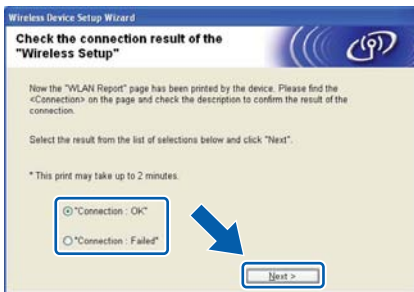 Wireless Device Setup Wizard
Check the connection result of the
"Wireless Setup"
Now the "WLAN Report" page has been printed by the device. Please find the
<Connection> on the page and check the description to confirm the result of the
connection.
Select the result from the list of selections below and click "Next".
* This print may take up to 2 minutes.
"Connection : OK"
"Connection : Failed"
Next >